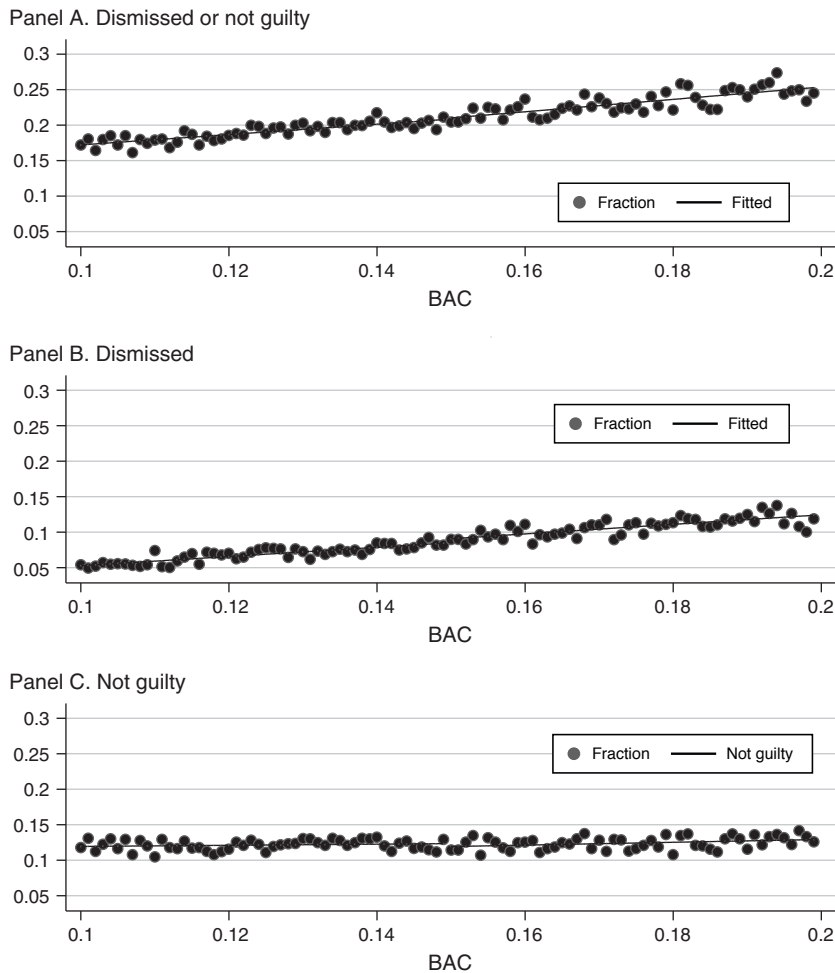 Panel A. Dismissed or not guilty
0.3
0.25
0.2
0.15
0.1
0.05
Fraction Fitted
0.1 0.12 0.14 0.16 0.18 0.2
BAC
Panel B. Dismissed
0.3
0.25
0.2
0.15
0.1
0.05
Fraction Fitted
0.1 0.12 0.14 0.16 0.18 0.2
BAC
Panel C. Not guilty
0.3
0.25
0.2
0.15
0.1
0.05
Fraction Not guilty
0.1 0.12 0.14 0.16 0.18 0.2
BAC